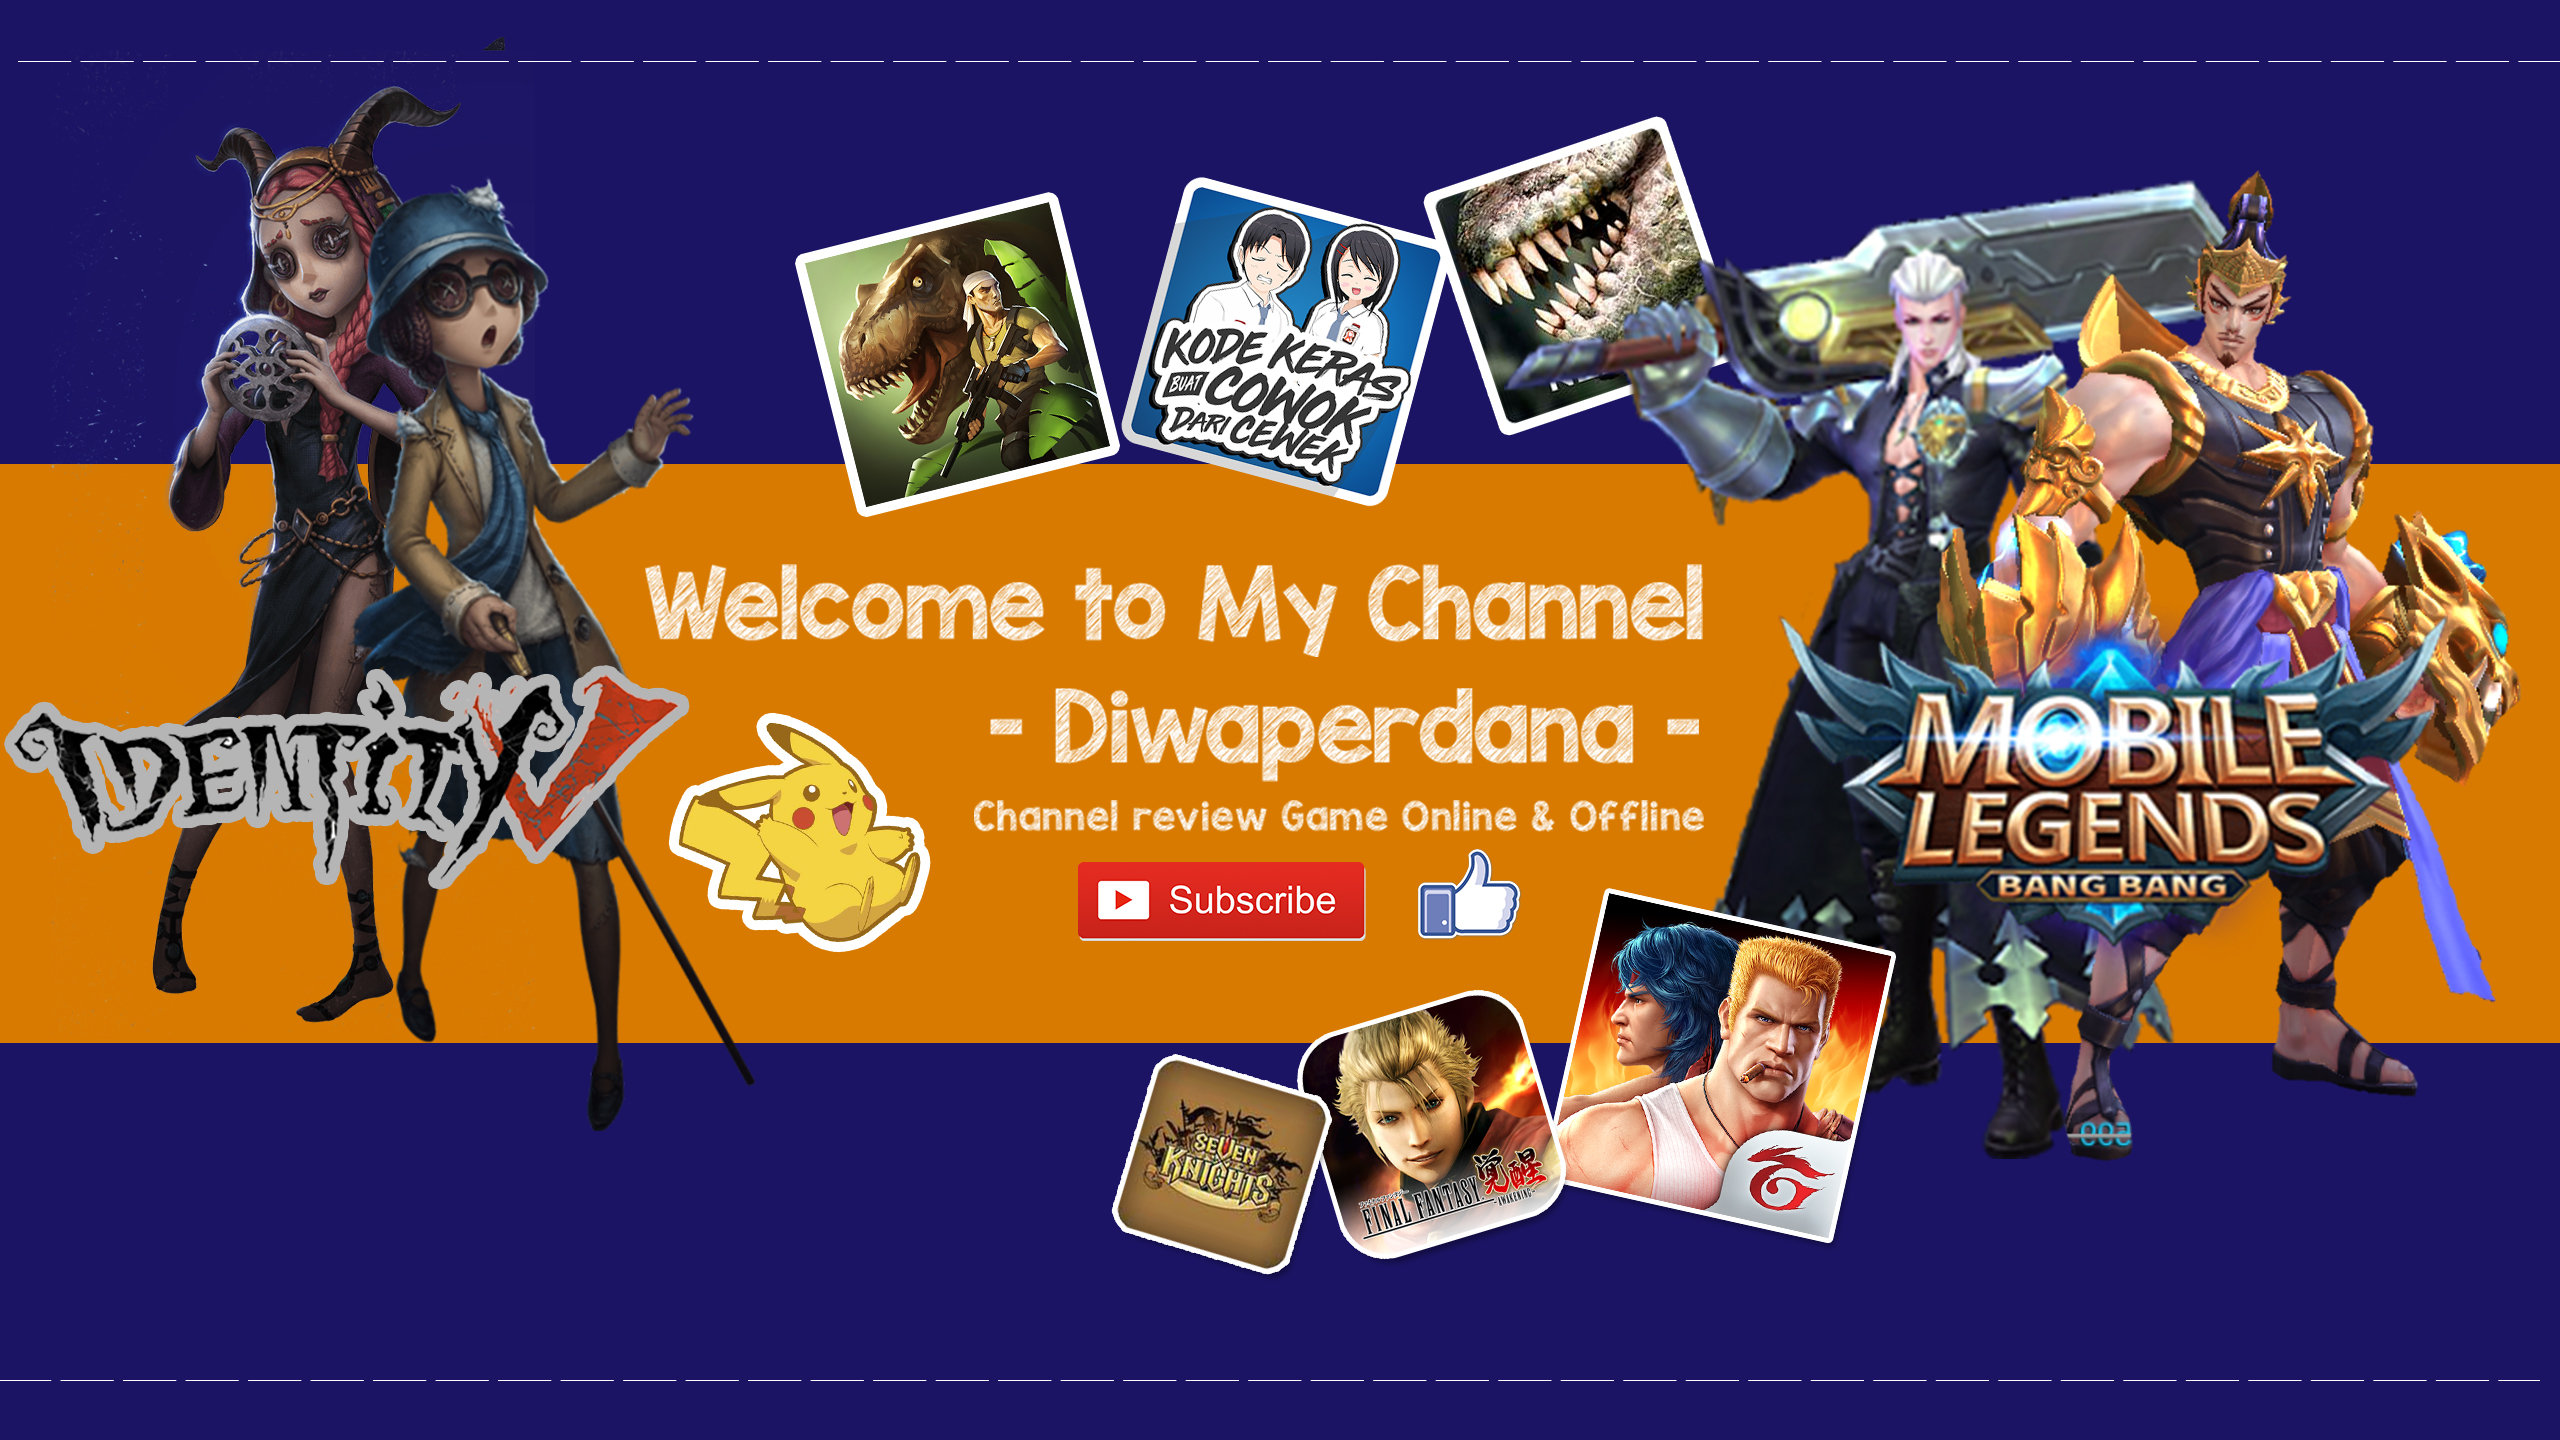 KODE KERAS
BUAT COWOK
DARI CEWEK
Welcome to My Channel
- Diwaperdana -
Channel review Game Online & Offline
Subscribe
IDENTITY V
MOBILE
LEGENDS
BANG BANG
SEVEN
KNIGHTS
FINAL FANTASY 覚醒
-AWAKENING-